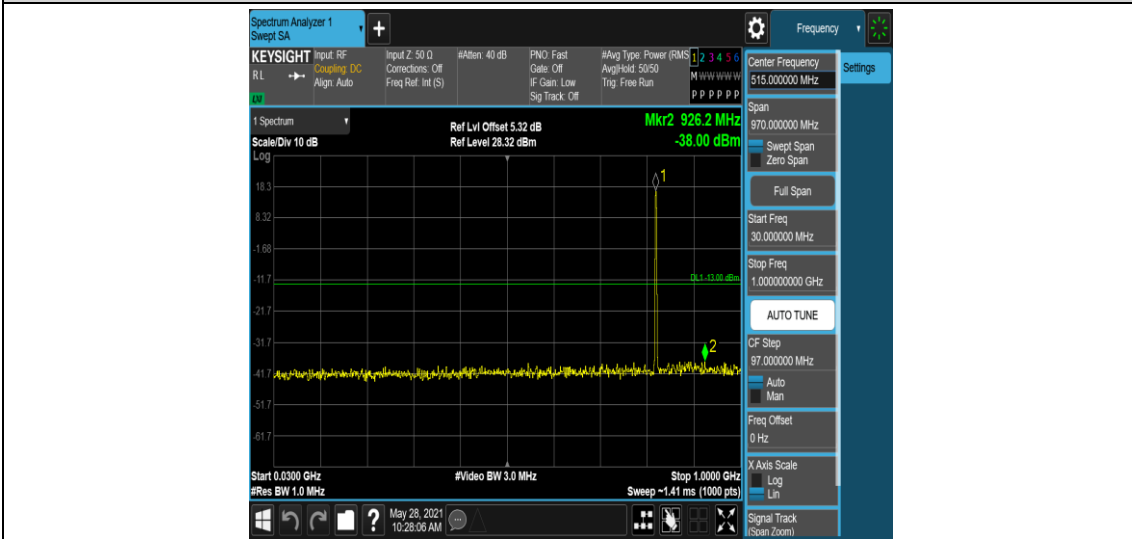 Spectrum Analyzer 1
Swept SA
Frequency
KEYSIGHT
RL
Input: RF
Coupling: DC
Align: Auto
Input Z: 50 Ω
Corrections: Off
Freq Ref: Int (S)
#Atten: 40 dB
PNO: Fast
Gate: Off
IF Gain: Low
Sig Track: Off
#Avg Type: Power (RMS
Avg|Hold: 50/50
Trig: Free Run
1 2 3 4 5 6
M W W W W W
P P P P P P
1 Spectrum
Scale/Div 10 dB
Ref Lvl Offset 5.32 dB
Ref Level 28.32 dBm
Mkr2 926.2 MHz
-38.00 dBm
Log
1
18.3
8.32
-1.68
-11.7
DL1 -13.00 dBm
-21.7
-31.7
2
-41.7
-51.7
-61.7
Start 0.0300 GHz
#Res BW 1.0 MHz
#Video BW 3.0 MHz
Stop 1.0000 GHz
Sweep ~1.41 ms (1000 pts)
May 28, 2021
10:28:06 AM
?
Center Frequency
515.000000 MHz
Settings
Span
970.000000 MHz
Swept Span
Zero Span
Full Span
Start Freq
30.000000 MHz
Stop Freq
1.000000000 GHz
AUTO TUNE
CF Step
97.000000 MHz
Auto
Man
Freq Offset
0 Hz
X Axis Scale
Log
Lin
Signal Track
(Span Zoom)